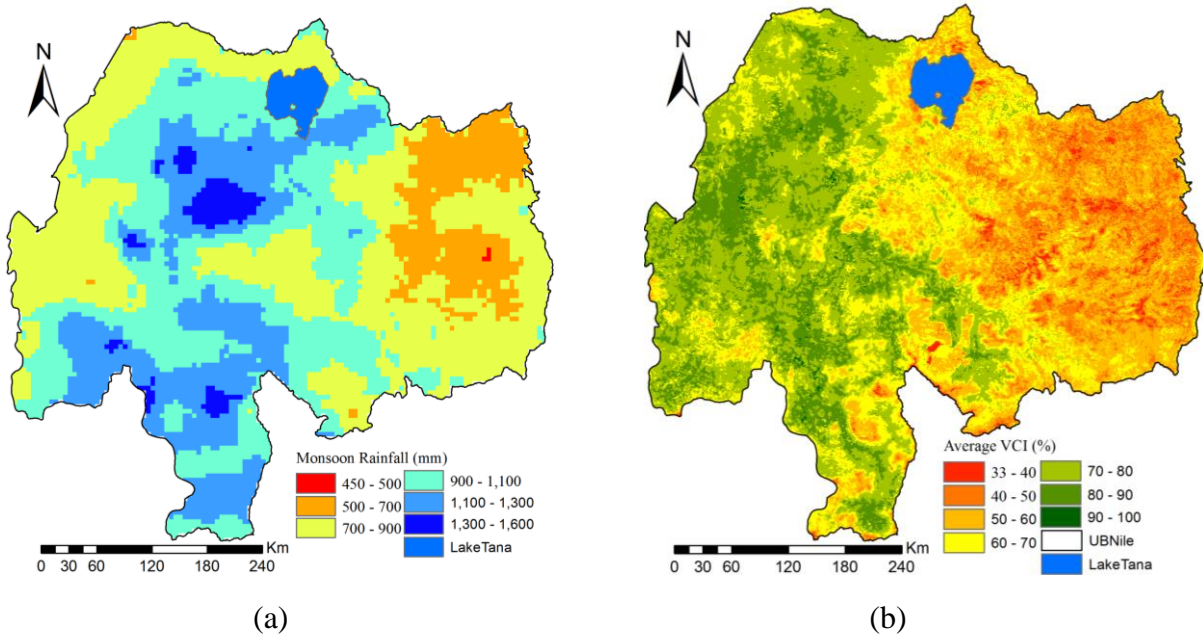 N
Monsoon Rainfall (mm)
450 - 500
500 - 700
700 - 900
900 - 1,100
1,100 - 1,300
1,300 - 1,600
LakeTana
Km
0 30 60 120 180 240
(a)
N
Average VCI (%)
33 - 40
40 - 50
50 - 60
60 - 70
70 - 80
80 - 90
90 - 100
UBNile
LakeTana
Km
0 30 60 120 180 240
(b)